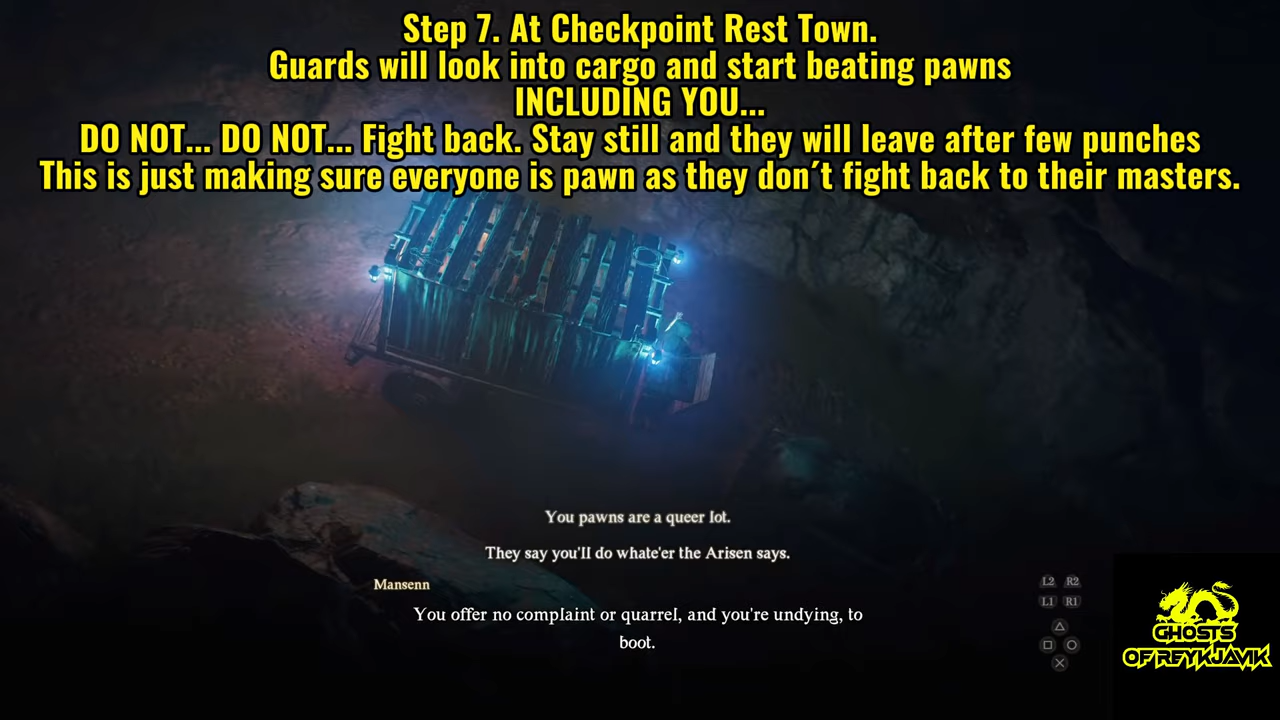 Step 7. At Checkpoint Rest Town.
Guards will look into cargo and start beating pawns
INCLUDING YOU...
DO NOT... DO NOT... Fight back. Stay still and they will leave after few punches
This is just making sure everyone is pawn as they don´t fight back to their masters.
You pawns are a queer lot.
They say you'll do whate'er the Arisen says.
Mansenn
You offer no complaint or quarrel, and you're undying, to
boot.
L2 R2
L1 R1
GHOSTS
OF REYKJAVIK